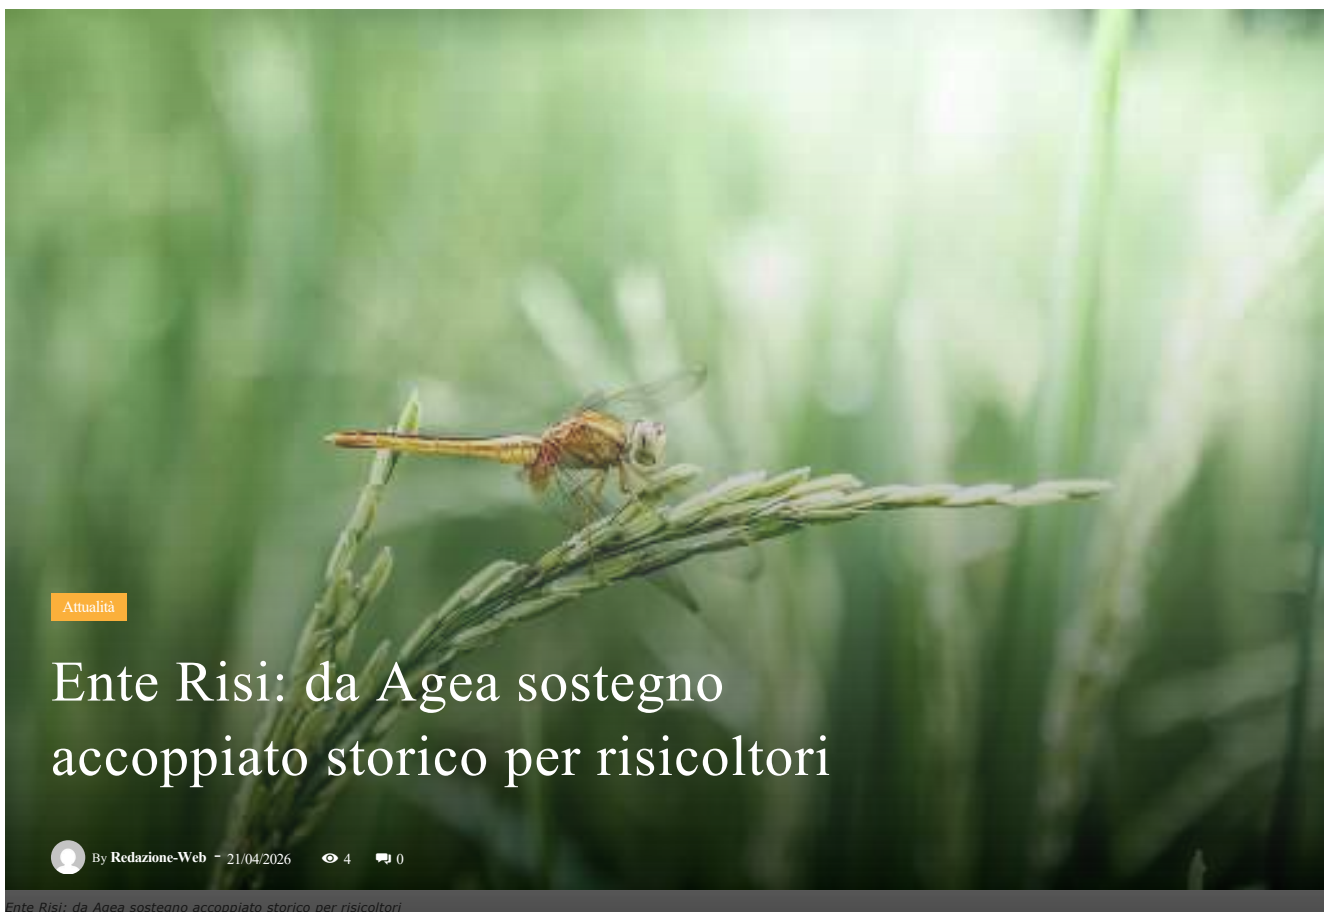 Attualità
Ente Risi: da Agea sostegno
accoppiato storico per risicoltori
By Redazione-Web - 21/04/2026 4 0
Ente Risi: da Agea sostegno accoppiato storico per risicoltori